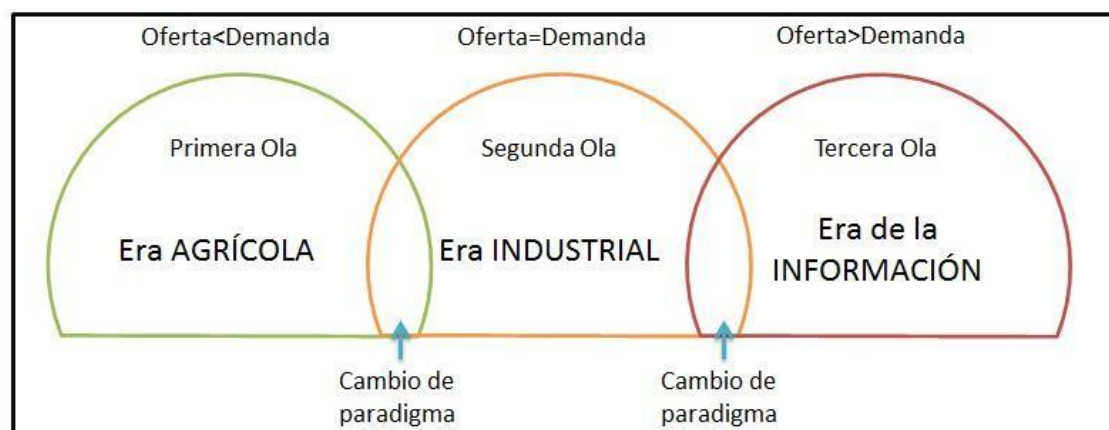 Oferta<Demanda
Oferta=Demanda
Oferta>Demanda
Primera Ola
Segunda Ola
Tercera Ola
Era AGRÍCOLA
Era INDUSTRIAL
Era de la
INFORMACIÓN
Cambio de
paradigma
Cambio de
paradigma